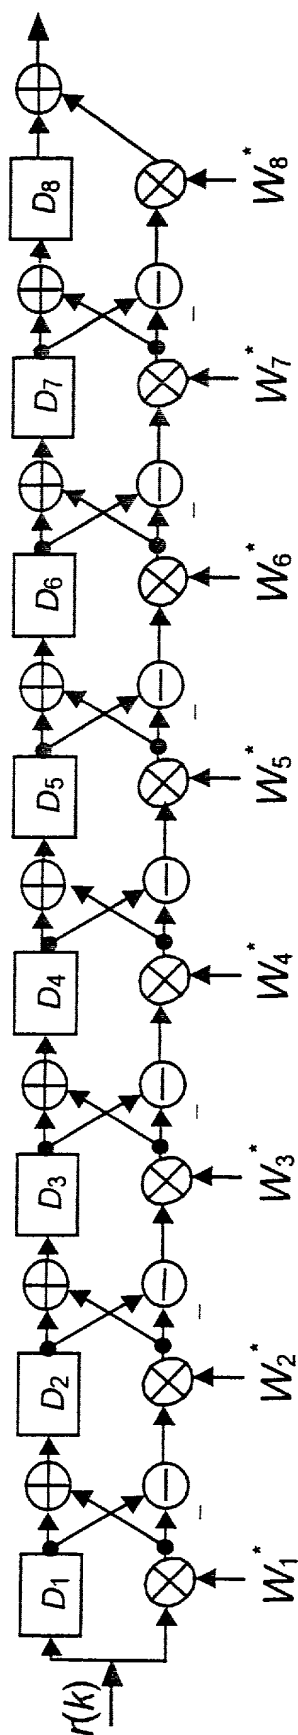 r(k)
D₁ D₂ D₃ D₄ D₅ D₆ D₇ D₈
W₁* W₂* W₃* W₄* W₅* W₆* W₇* W₈*